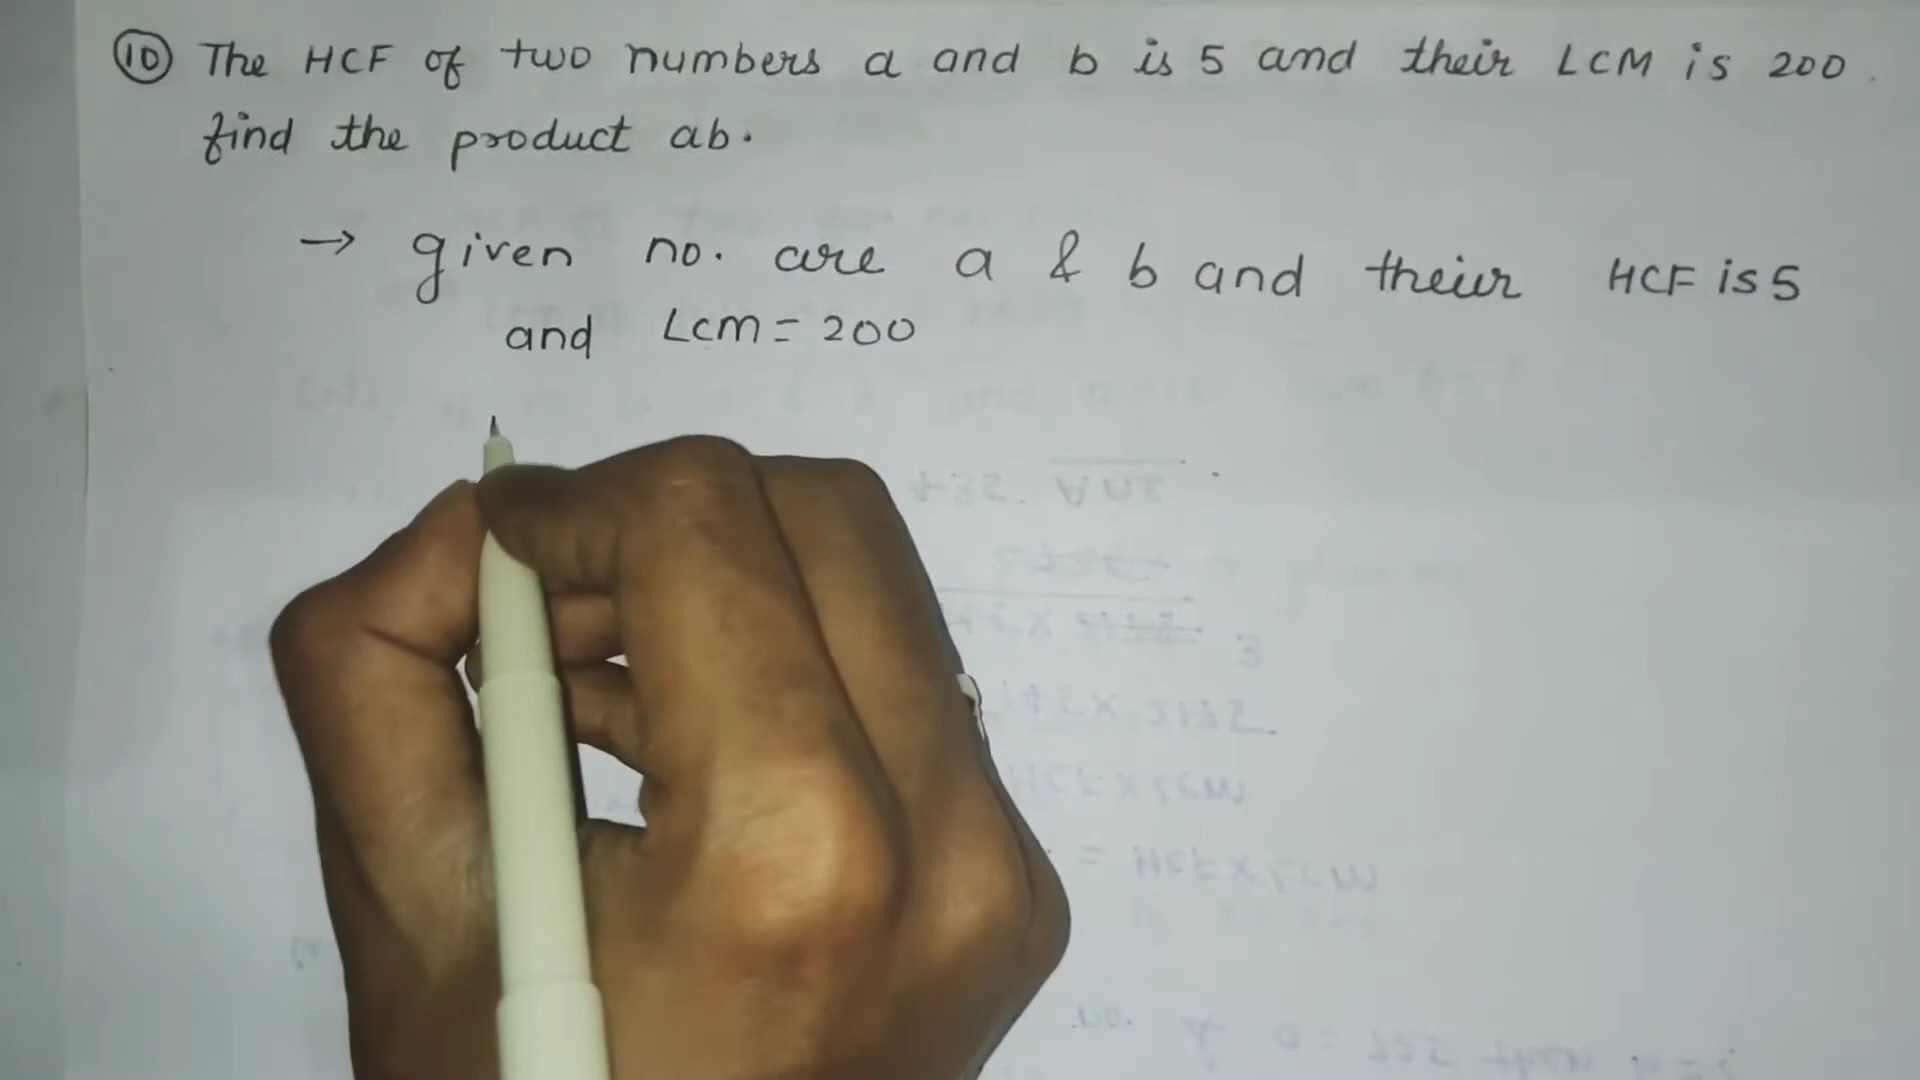 10 The HCF of two numbers a and b is 5 and their LCM is 200.
find the product ab.
→ given no. are a & b and their HCF is 5
and Lcm = 200